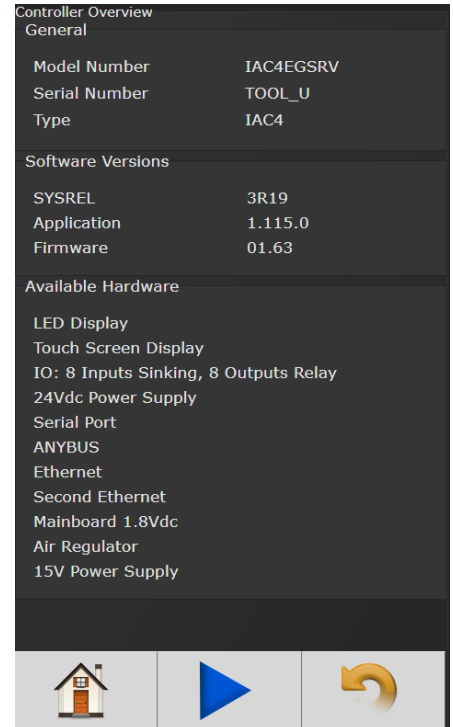 Controller Overview
General
Model Number IAC4EGSRV
Serial Number TOOL_U
Type IAC4
Software Versions
SYSREL 3R19
Application 1.115.0
Firmware 01.63
Available Hardware
LED Display
Touch Screen Display
IO: 8 Inputs Sinking, 8 Outputs Relay
24Vdc Power Supply
Serial Port
ANYBUS
Ethernet
Second Ethernet
Mainboard 1.8Vdc
Air Regulator
15V Power Supply